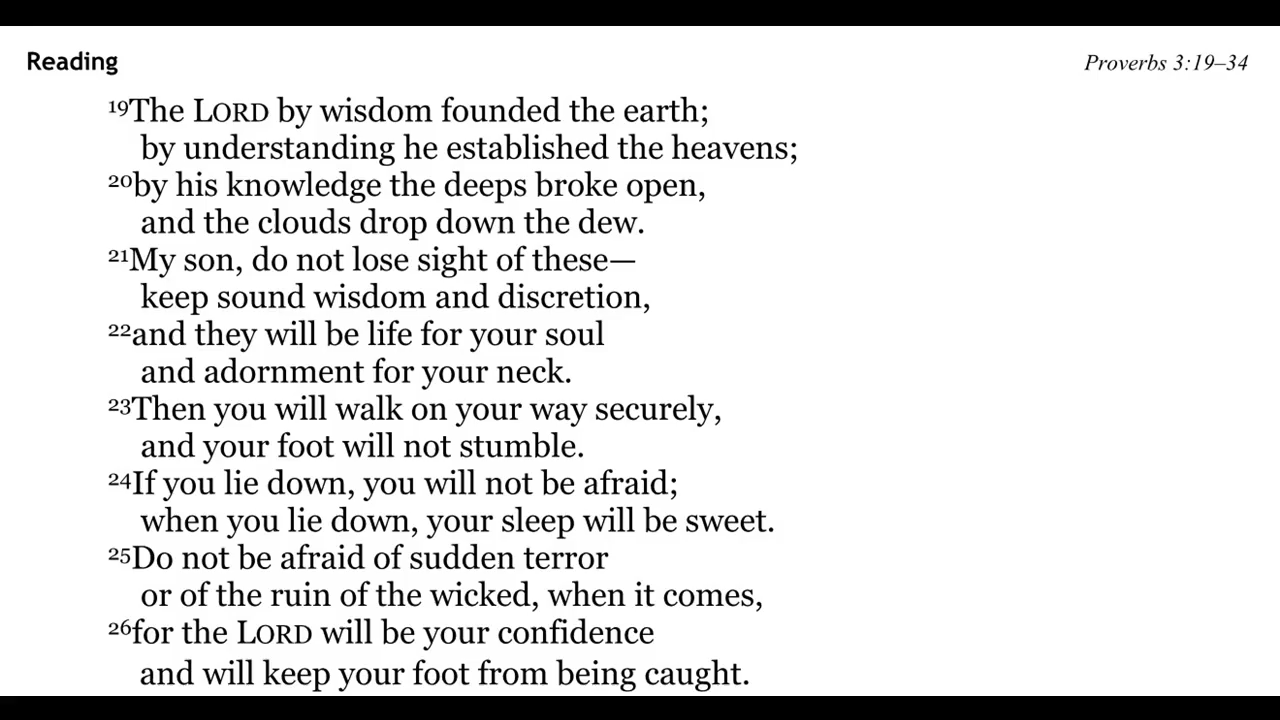 Reading Proverbs 3:19–34
¹⁹The LORD by wisdom founded the earth;
by understanding he established the heavens;
²⁰by his knowledge the deeps broke open,
and the clouds drop down the dew.
²¹My son, do not lose sight of these—
keep sound wisdom and discretion,
²²and they will be life for your soul
and adornment for your neck.
²³Then you will walk on your way securely,
and your foot will not stumble.
²⁴If you lie down, you will not be afraid;
when you lie down, your sleep will be sweet.
²⁵Do not be afraid of sudden terror
or of the ruin of the wicked, when it comes,
²⁶for the LORD will be your confidence
and will keep your foot from being caught.